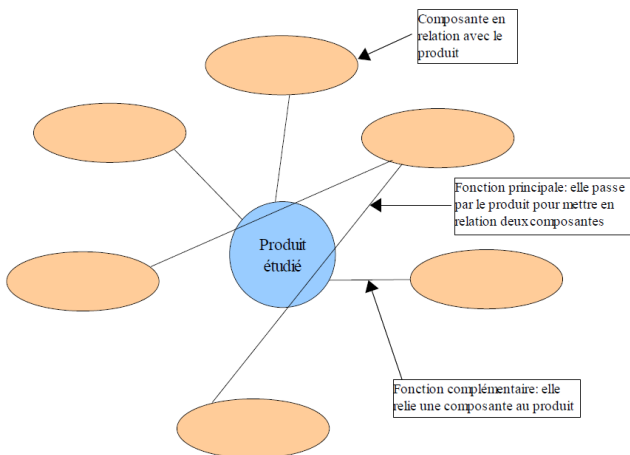 Composante en
relation avec le
produit
Fonction principale: elle passe
par le produit pour mettre en
relation deux composantes
Produit
étudié
Fonction complémentaire: elle
relie une composante au produit